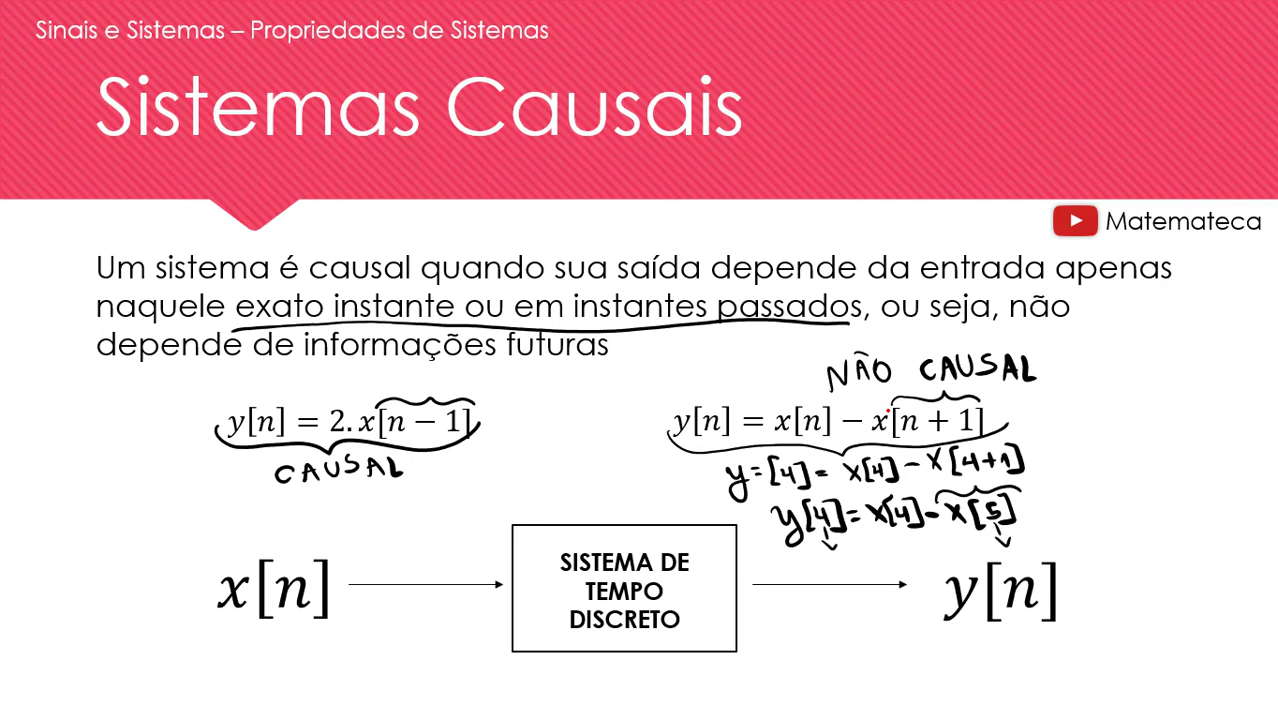 Sinais e Sistemas – Propriedades de Sistemas
Sistemas Causais
Matemateca
Um sistema é causal quando sua saída depende da entrada apenas
naquele exato instante ou em instantes passados, ou seja, não
depende de informações futuras
NÃO CAUSAL
y[n] = 2. x[n − 1]
y[n] = x[n] − x[n + 1]
CAUSAL
y=[4]= x[4] − x[4+1]
y[4]= x[4] − x[5]
x[n]
SISTEMA DE
TEMPO
DISCRETO
y[n]